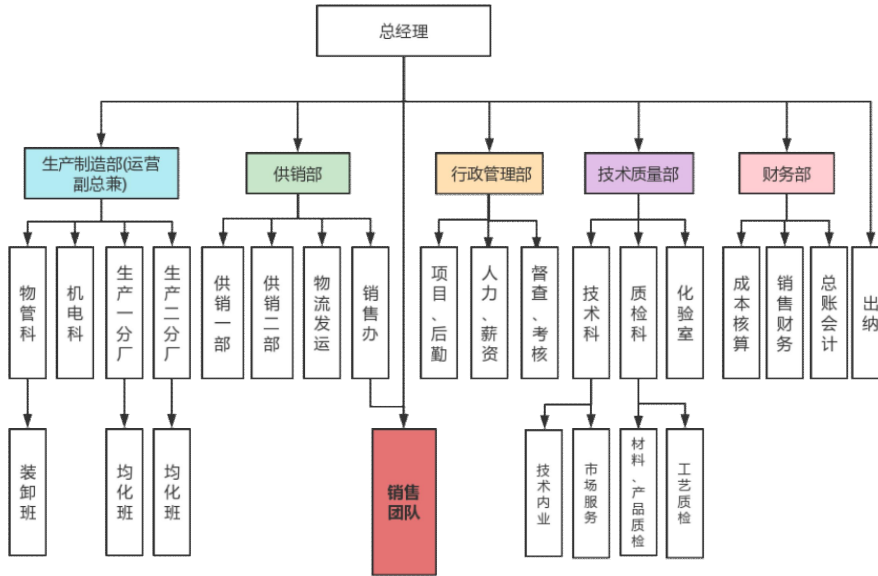 总经理
生产制造部(运营
副总兼)
供销部
行政管理部
技术质量部
财务部
物管科
机电科
生产一分厂
生产二分厂
供销一部
供销二部
物流发运
销售办
项目、后勤
人力、薪资
督查、考核
技术科
质检科
化验室
成本核算
销售财务
总账会计
出纳
装卸班
均化班
均化班
销售
团队
技术内业
市场服务
材料、产品质检
工艺质检